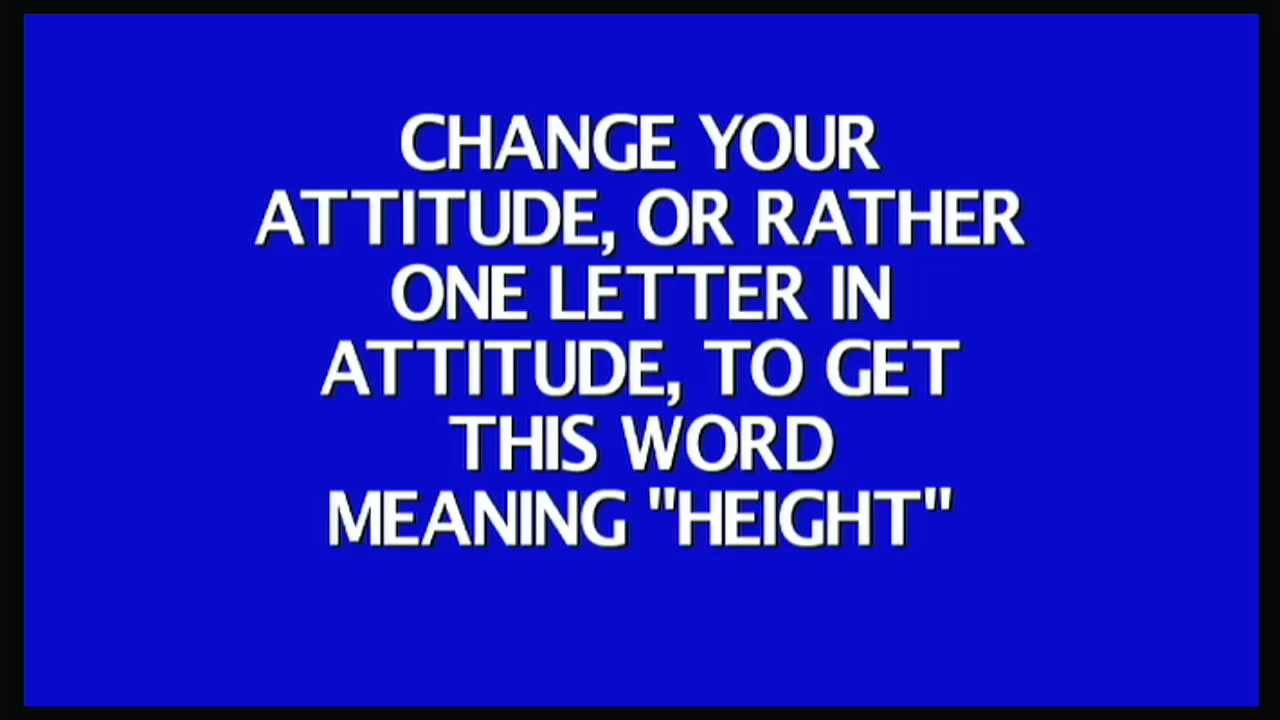 CHANGE YOUR
ATTITUDE, OR RATHER
ONE LETTER IN
ATTITUDE, TO GET
THIS WORD
MEANING "HEIGHT"